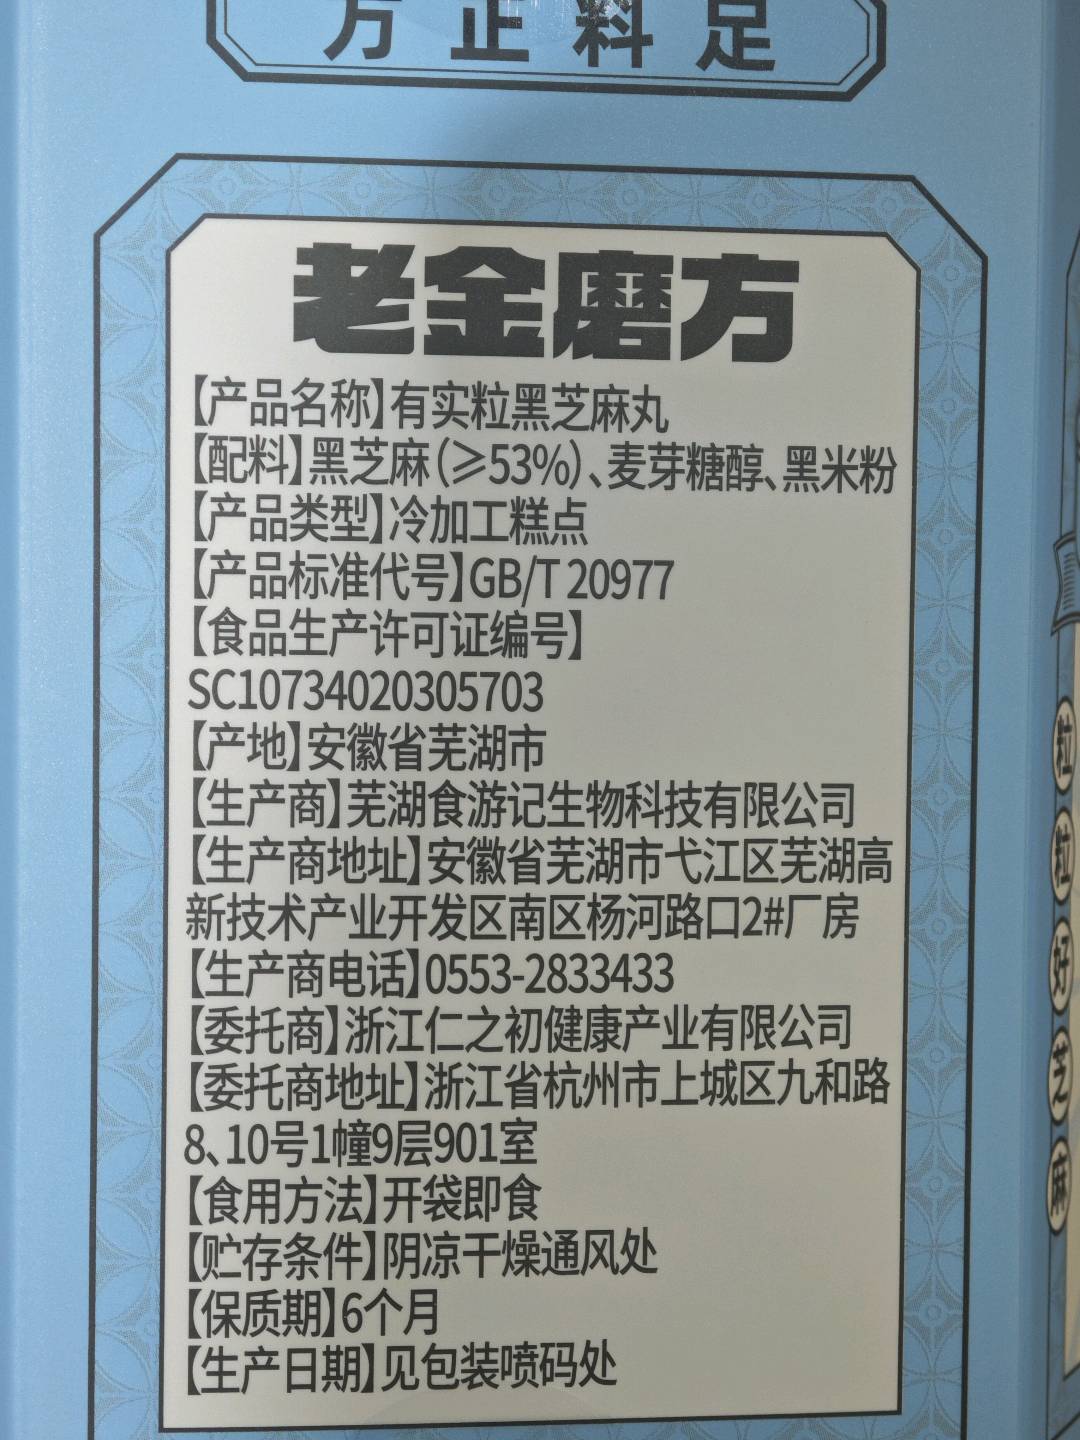 方正料足
老金磨方
【产品名称】有实粒黑芝麻丸
【配料】黑芝麻(≥53%)、麦芽糖醇、黑米粉
【产品类型】冷加工糕点
【产品标准代号】GB/T 20977
【食品生产许可证编号】
SC10734020305703
【产地】安徽省芜湖市
【生产商】芜湖食游记生物科技有限公司
【生产商地址】安徽省芜湖市弋江区芜湖高
新技术产业开发区南区杨河路口2#厂房
【生产商电话】0553-2833433
【委托商】浙江仁之初健康产业有限公司
【委托商地址】浙江省杭州市上城区九和路
8、10号1幢9层901室
【食用方法】开袋即食
【贮存条件】阴凉干燥通风处
【保质期】6个月
【生产日期】见包装喷码处
粒粒好芝麻